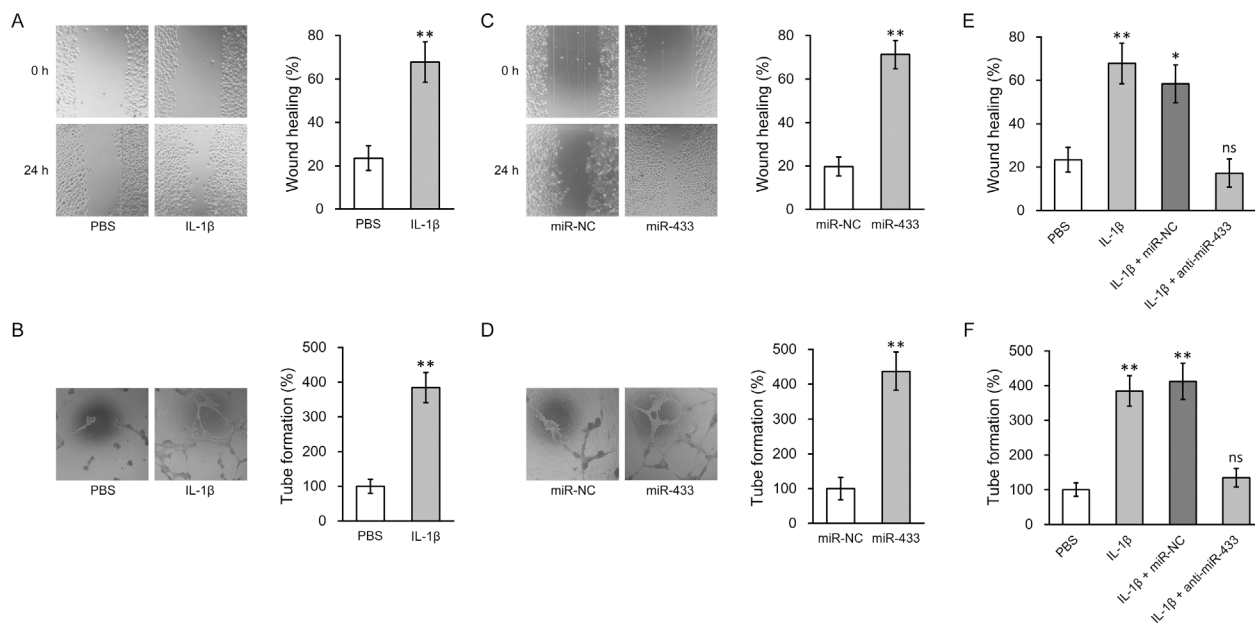 A
0 h
24 h
PBS
IL-1β
Wound healing (%)
80
60
40
20
0
**
PBS
IL-1β
C
0 h
24 h
miR-NC
miR-433
Wound healing (%)
80
60
40
20
0
**
miR-NC
miR-433
E
Wound healing (%)
80
60
40
20
0
**
*
ns
PBS
IL-1β
IL-1β + miR-NC
IL-1β + anti-miR-433
B
PBS
IL-1β
Tube formation (%)
500
400
300
200
100
0
**
PBS
IL-1β
D
miR-NC
miR-433
Tube formation (%)
500
400
300
200
100
0
**
miR-NC
miR-433
F
Tube formation (%)
500
400
300
200
100
0
**
**
ns
PBS
IL-1β
IL-1β + miR-NC
IL-1β + anti-miR-433